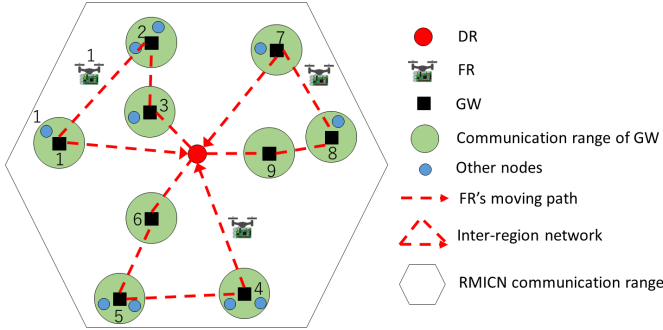 1
2
3
1
1
7
8
9
6
5
4
DR
FR
GW
Communication range of GW
Other nodes
FR's moving path
Inter-region network
RMICN communication range